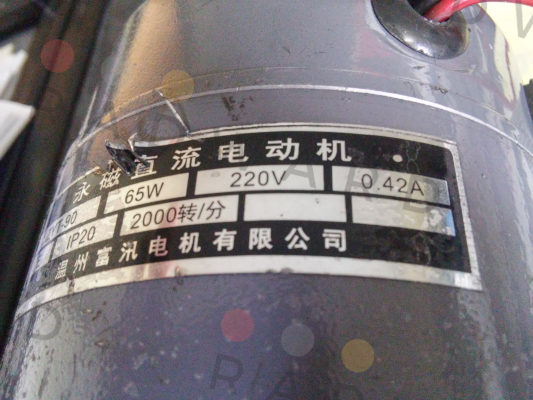 永磁直流电动机
-90 65W 220V 0.42A
IP20 2000转/分
温州富汛电机有限公司